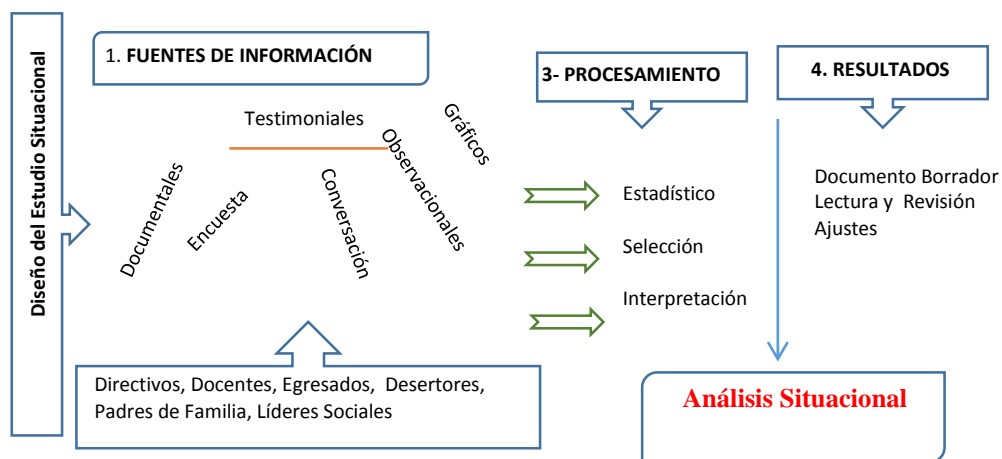 Diseño del Estudio Situacional
1. FUENTES DE INFORMACIÓN
Testimoniales
Gráficos
Documentales
Encuesta
Conversación
Observacionales
Directivos, Docentes, Egresados, Desertores,
Padres de Familia, Líderes Sociales
3- PROCESAMIENTO
Estadístico
Selección
Interpretación
4. RESULTADOS
Documento Borrador
Lectura y Revisión
Ajustes
Análisis Situacional